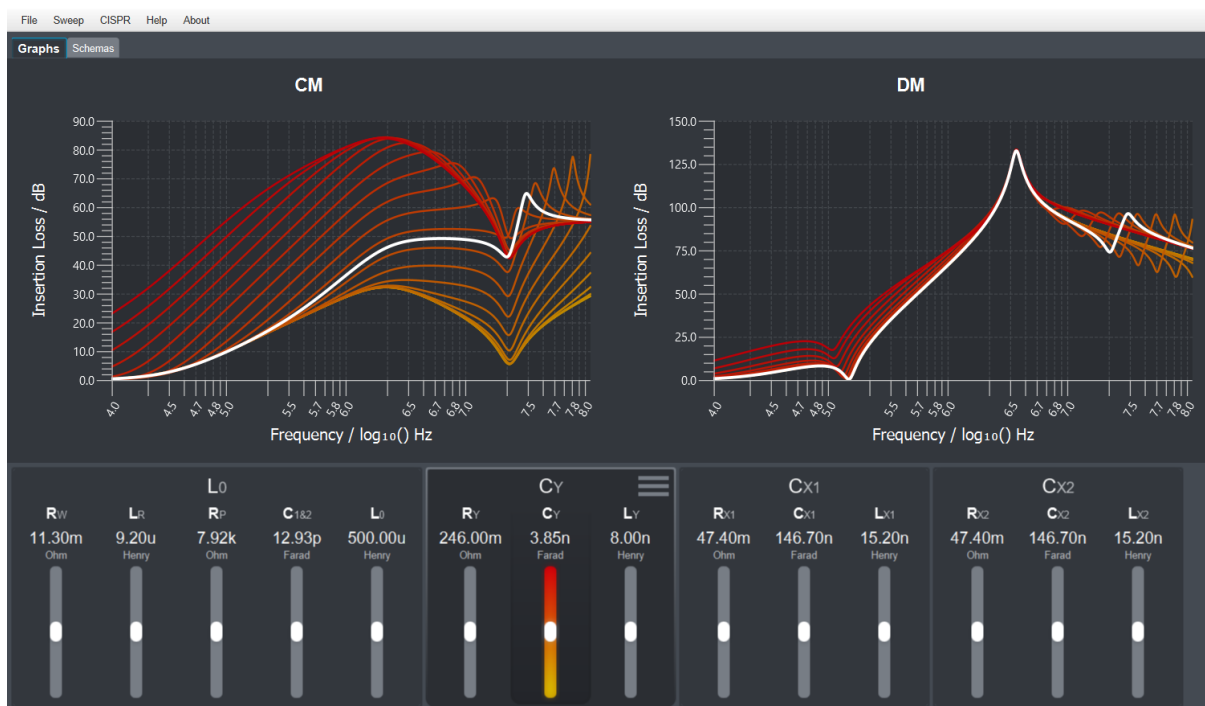 File Sweep CISPR Help About
Graphs Schemas
CM
Insertion Loss / dB
90.0
80.0
70.0
60.0
50.0
40.0
30.0
20.0
10.0
0.0
4.0 4.5 4.7 4.8 5.0 5.5 5.7 5.8 6.0 6.5 6.7 6.8 7.0 7.5 7.7 7.8 8.0
Frequency / log₁₀() Hz
DM
Insertion Loss / dB
150.0
125.0
100.0
75.0
50.0
25.0
0.0
4.0 4.5 4.7 4.8 5.0 5.5 5.7 5.8 6.0 6.5 6.7 6.8 7.0 7.5 7.7 7.8 8.0
Frequency / log₁₀() Hz
L0
RW LR RP C1&2 L0
11.30m 9.20u 7.92k 12.93p 500.00u
Ohm Henry Ohm Farad Henry
CY
RY CY LY
246.00m 3.85n 8.00n
Ohm Farad Henry
CX1
RX1 CX1 LX1
47.40m 146.70n 15.20n
Ohm Farad Henry
CX2
RX2 CX2 LX2
47.40m 146.70n 15.20n
Ohm Farad Henry